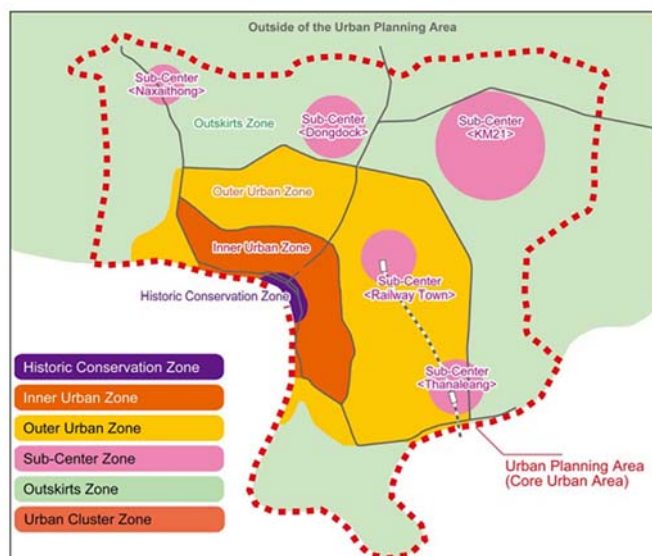 Outside of the Urban Planning Area
Sub-Center
<Naxaithong>
Outskirts Zone
Sub-Center
<Dongdock>
Sub-Center
<KM21>
Outer Urban Zone
Inner Urban Zone
Historic Conservation Zone
Sub-Center
<Railway Town>
Sub-Center
<Thanaleang>
Historic Conservation Zone
Inner Urban Zone
Outer Urban Zone
Sub-Center Zone
Outskirts Zone
Urban Cluster Zone
Urban Planning Area
(Core Urban Area)